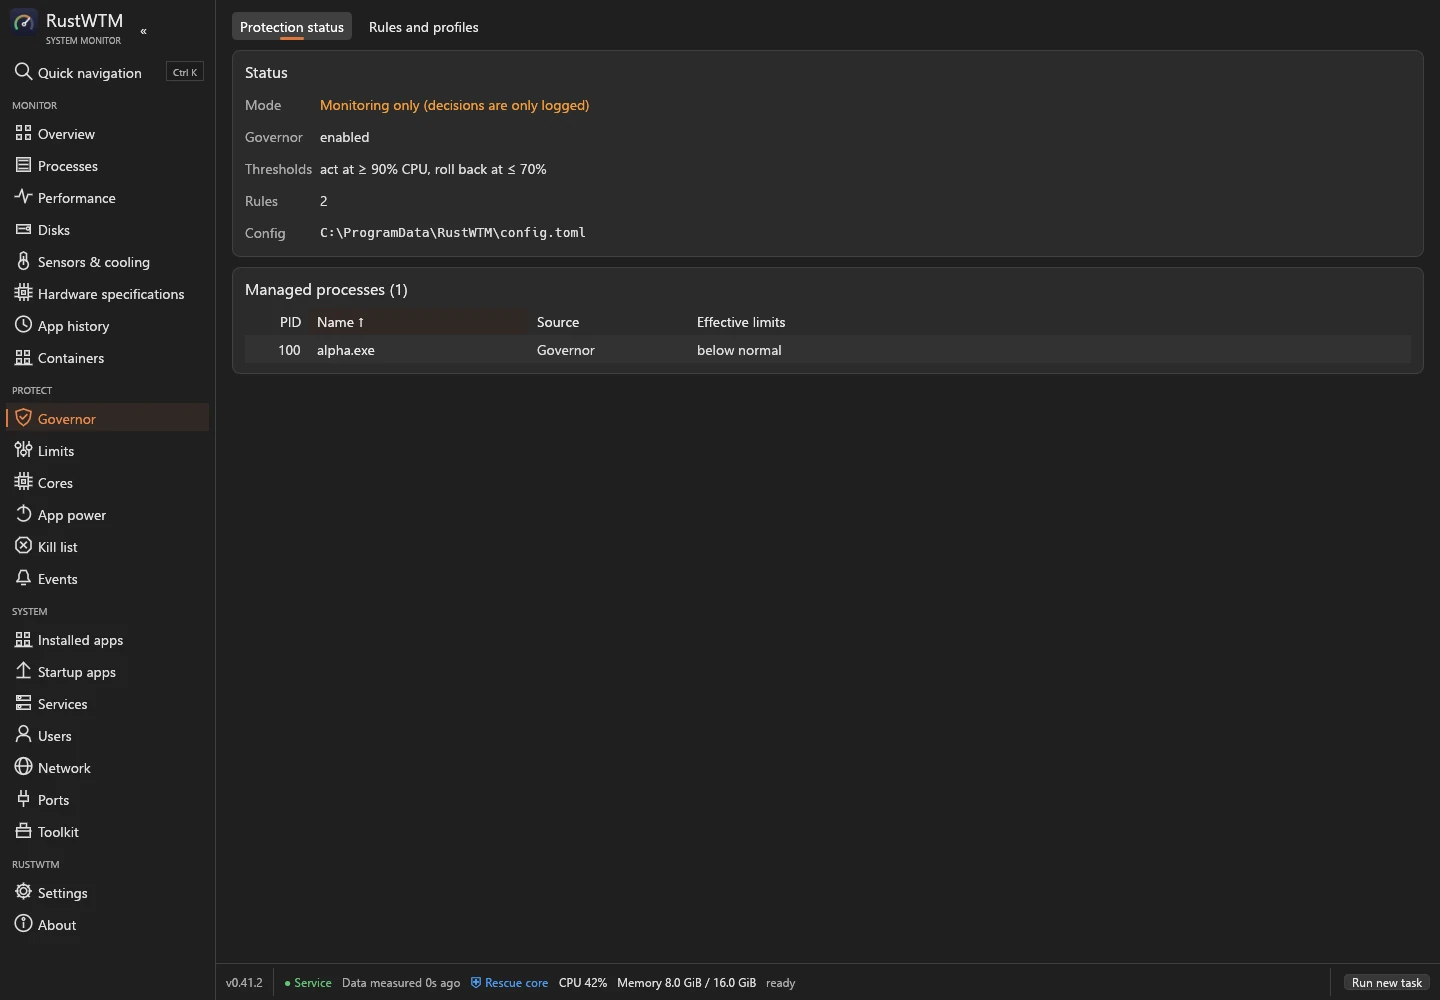 RustWTM
SYSTEM MONITOR
«
Quick navigation Ctrl K
MONITOR
Overview
Processes
Performance
Disks
Sensors & cooling
Hardware specifications
App history
Containers
PROTECT
Governor
Limits
Cores
App power
Kill list
Events
SYSTEM
Installed apps
Startup apps
Services
Users
Network
Ports
Toolkit
RUSTWTM
Settings
About
Protection status Rules and profiles
Status
Mode Monitoring only (decisions are only logged)
Governor enabled
Thresholds act at ≥ 90% CPU, roll back at ≤ 70%
Rules 2
Config C:\ProgramData\RustWTM\config.toml
Managed processes (1)
PID Name ↑ Source Effective limits
100 alpha.exe Governor below normal
v0.41.2 ● Service Data measured 0s ago Rescue core CPU 42% Memory 8.0 GiB / 16.0 GiB ready Run new task